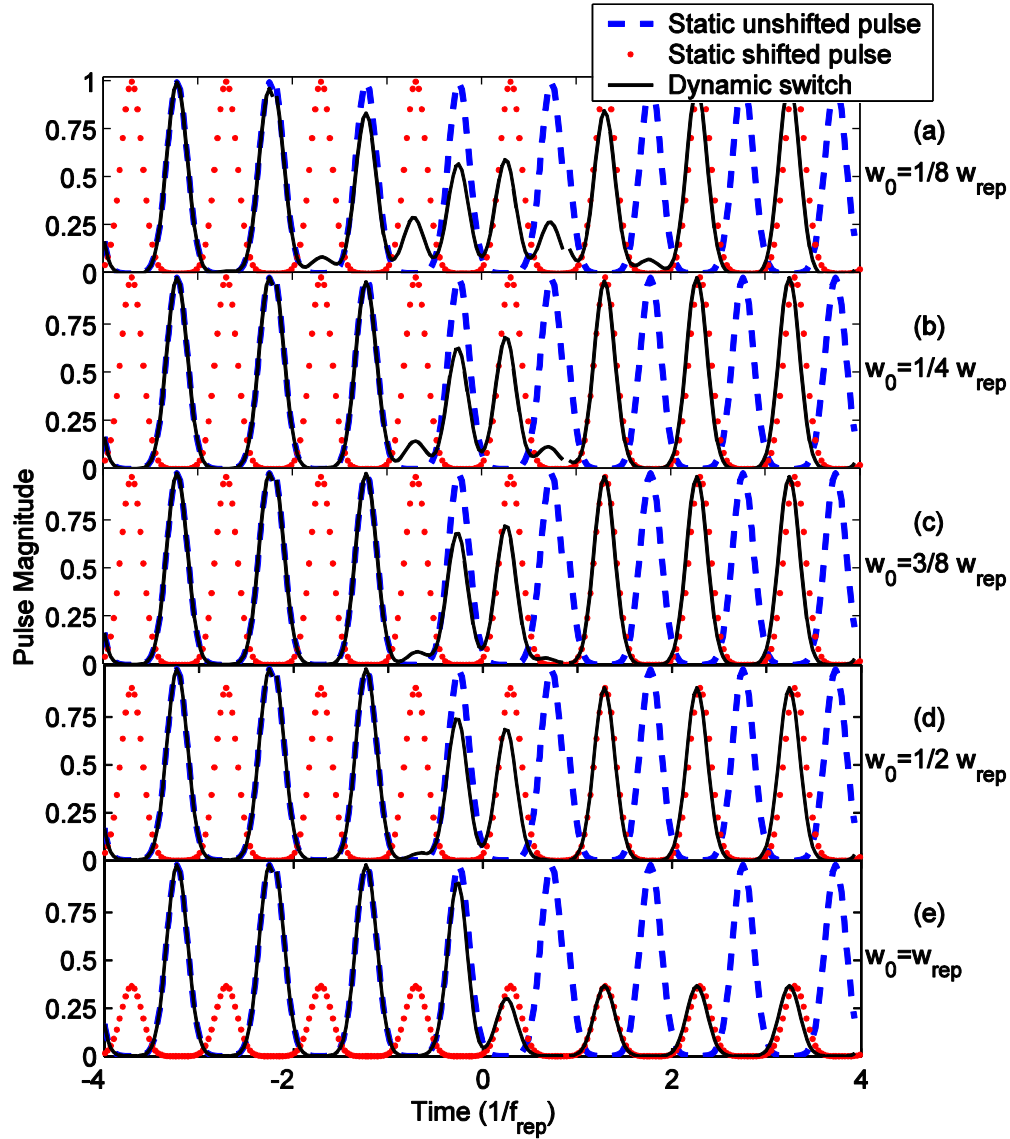 Static unshifted pulse
Static shifted pulse
Dynamic switch
1
0.75
0.5
0.25
0
(a)
w0=1/8 wrep
0.75
0.5
0.25
0
(b)
w0=1/4 wrep
0.75
0.5
0.25
0
(c)
w0=3/8 wrep
0.75
0.5
0.25
0
(d)
w0=1/2 wrep
0.75
0.5
0.25
0
(e)
w0=wrep
Pulse Magnitude
-4 -2 0 2 4
Time (1/frep)